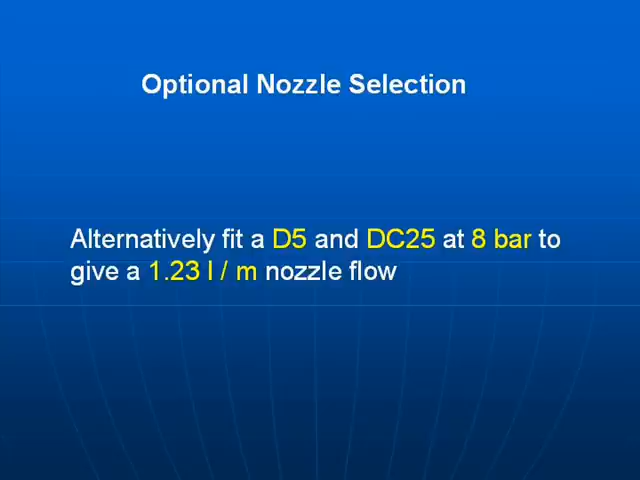 Optional Nozzle Selection
Alternatively fit a D5 and DC25 at 8 bar to
give a 1.23 l / m nozzle flow